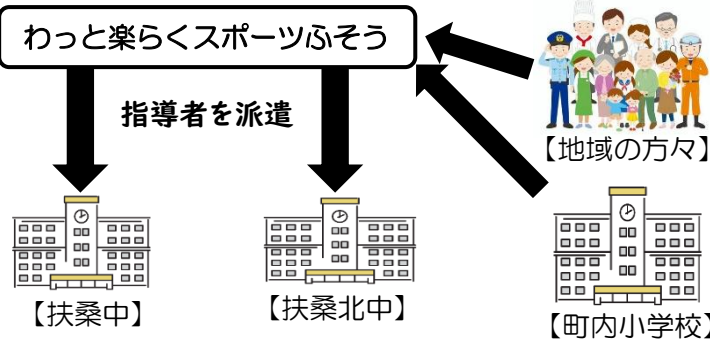 わっと楽らくスポーツふそう
指導者を派遣
【地域の方々】
【扶桑中】
【扶桑北中】
【町内小学校】